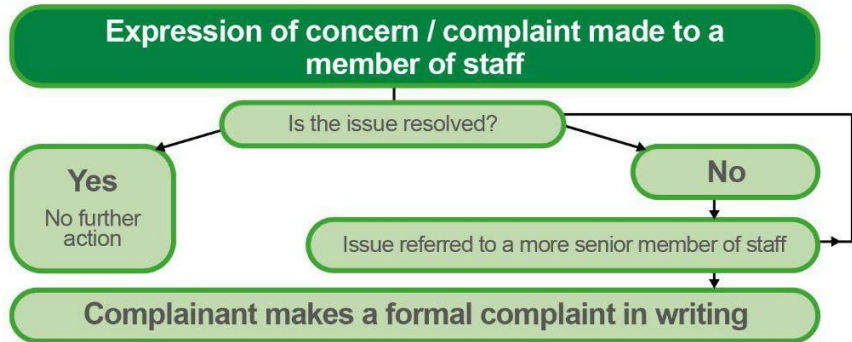 Expression of concern / complaint made to a
member of staff
Is the issue resolved?
Yes
No further
action
No
Issue referred to a more senior member of staff
Complainant makes a formal complaint in writing